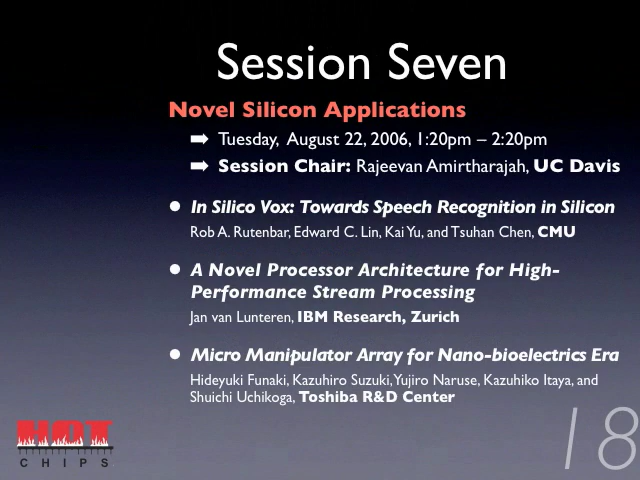 Session Seven
Novel Silicon Applications
➡ Tuesday, August 22, 2006, 1:20pm – 2:20pm
➡ Session Chair: Rajeevan Amirtharajah, UC Davis
• In Silico Vox: Towards Speech Recognition in Silicon
Rob A. Rutenbar, Edward C. Lin, Kai Yu, and Tsuhan Chen, CMU
• A Novel Processor Architecture for High-
Performance Stream Processing
Jan van Lunteren, IBM Research, Zurich
• Micro Manipulator Array for Nano-bioelectrics Era
Hideyuki Funaki, Kazuhiro Suzuki, Yujiro Naruse, Kazuhiko Itaya, and
Shuichi Uchikoga, Toshiba R&D Center
HOT
CHIPS
18